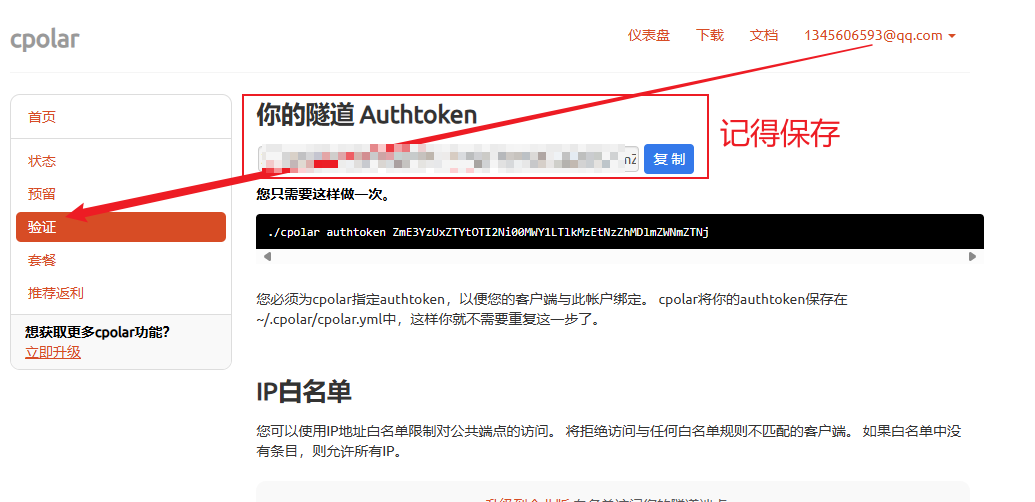 cpolar
仪表盘 下载 文档 1345606593@qq.com
首页
状态
预留
验证
套餐
推荐返利
想获取更多cpolar功能?
立即升级
你的隧道 Authtoken
复制
记得保存
您只需要这样做一次。
./cpolar authtoken ZmE3YzUxZTYtOTI2Ni00MWY1LTlkMzEtNzZhMDlmZWNmZTNj
您必须为cpolar指定authtoken，以便您的客户端与此帐户绑定。 cpolar将你的authtoken保存在
~/.cpolar/cpolar.yml中，这样你就不需要重复这一步了。
IP白名单
您可以使用IP地址白名单限制对公共端点的访问。 将拒绝访问与任何白名单规则不匹配的客户端。 如果白名单中没
有条目，则允许所有IP。